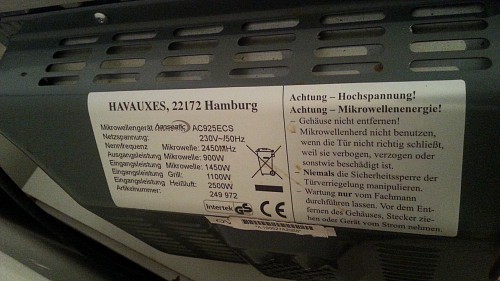 HAVAUXES, 22172 Hamburg
Mikrowellengerät AC925ECS
Netzspannung: 230V~/50Hz
Nennfrequenz Mikrowelle: 2450MHz
Ausgangsleistung Mikrowelle: 900W
Eingangsleistung Mikrowelle: 1450W
Eingangsleistung Grill: 1100W
Eingangsleistung Heißluft: 2500W
Artikelnummer: 249 972
Intertek GS CE
Achtung – Hochspannung!
Achtung – Mikrowellenenergie!
– Gehäuse nicht entfernen!
– Mikrowellenherd nicht benutzen,
wenn die Tür nicht richtig schließt,
weil sie verbogen, verzogen oder
sonstwie beschädigt ist.
– Niemals die Sicherheitssperre der
Türverriegelung manipulieren.
– Wartung nur vom Fachmann
durchführen lassen. Vor dem Ent-
fernen des Gehäuses, Stecker zie-
hen oder Gerät vom Strom nehmen.